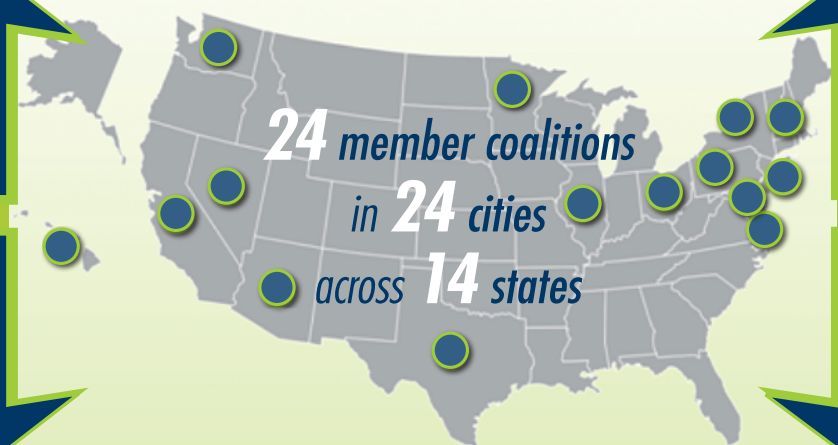 24 member coalitions
in 24 cities
across 14 states